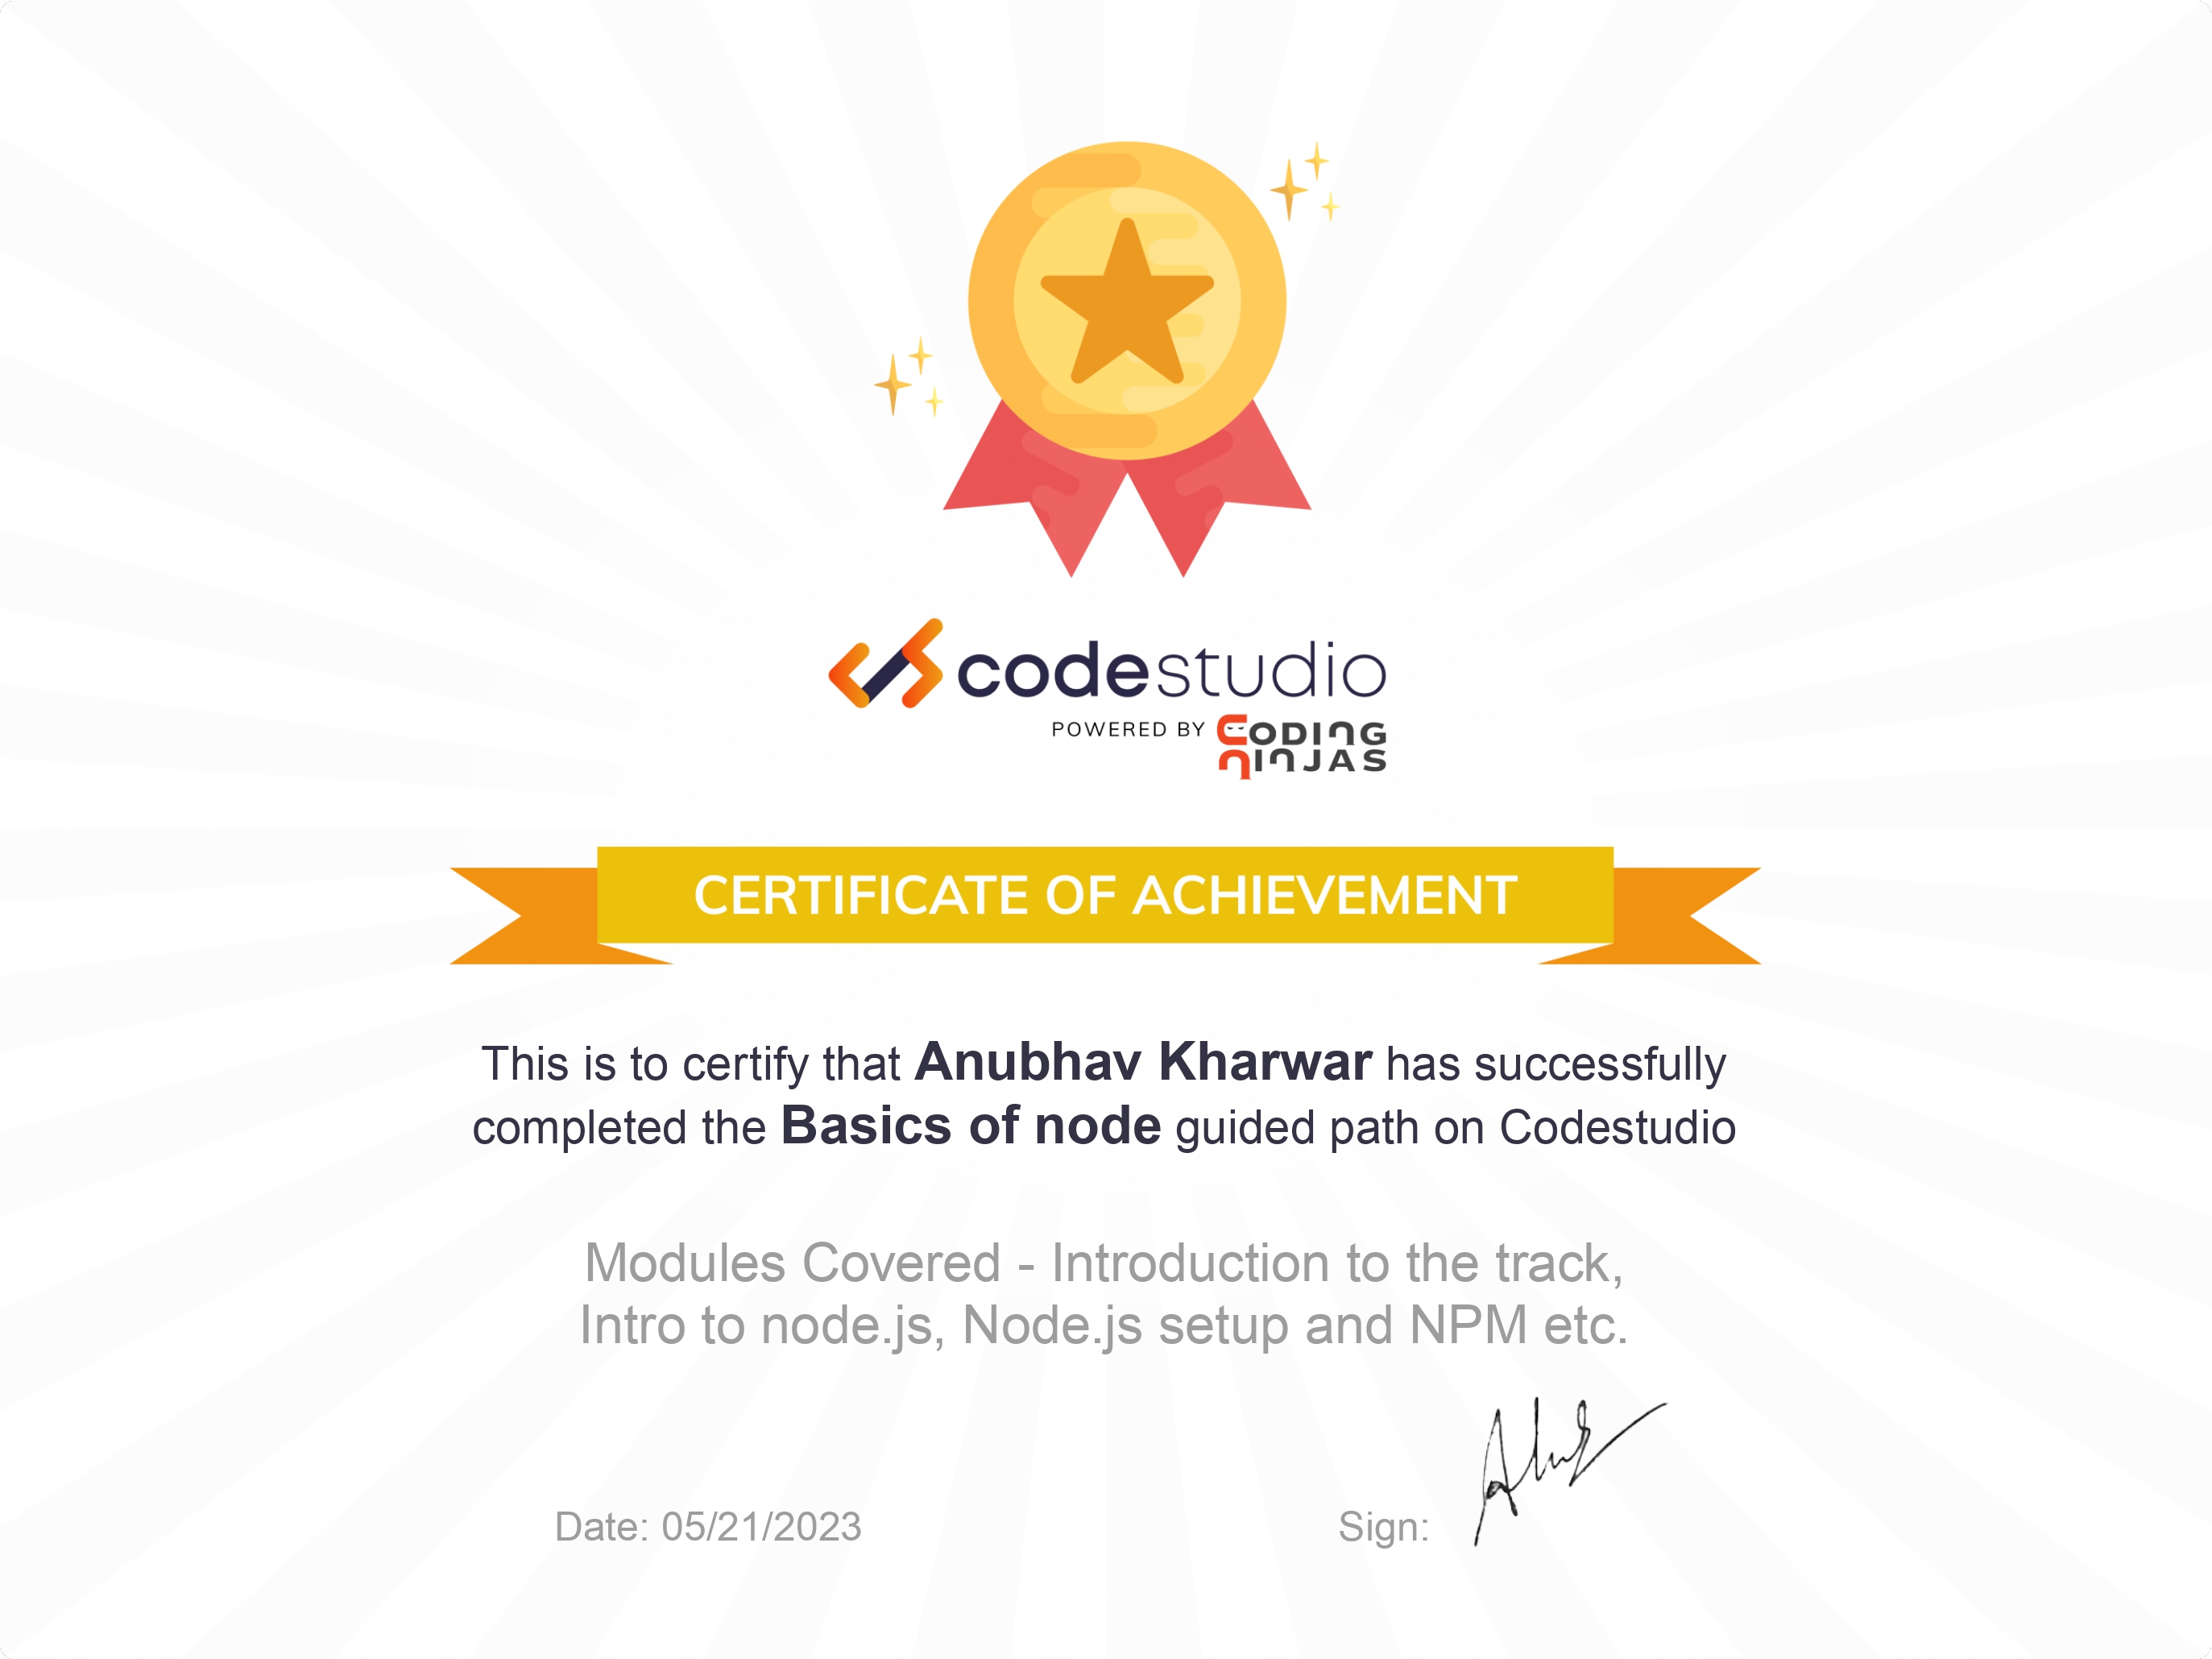 codestudio
POWERED BY CODING
NINJAS
CERTIFICATE OF ACHIEVEMENT
This is to certify that Anubhav Kharwar has successfully
completed the Basics of node guided path on Codestudio
Modules Covered - Introduction to the track,
Intro to node.js, Node.js setup and NPM etc.
Date: 05/21/2023
Sign: